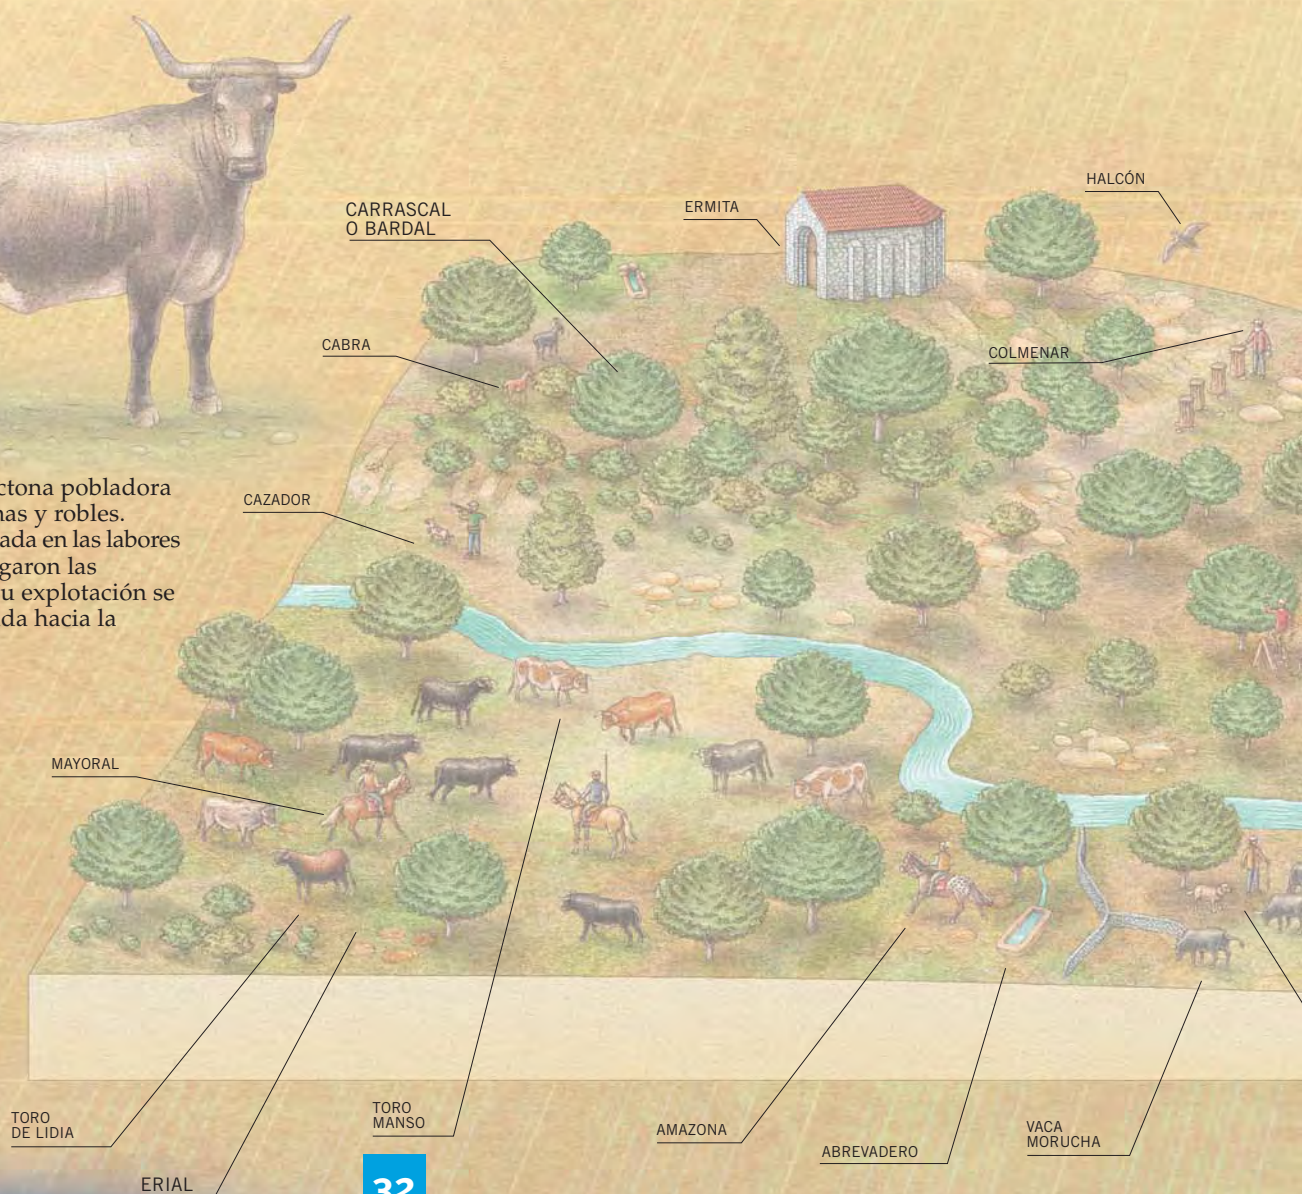 HALCÓN
CARRASCAL
O BARDAL
ERMITA
CABRA
COLMENAR
ctona pobladora
nas y robles.
CAZADOR
ada en las labores
garon las
u explotación se
da hacia la
MAYORAL
TORO
DE LIDIA
TORO
MANSO
AMAZONA
ABREVADERO
VACA
MORUCHA
ERIAL
32